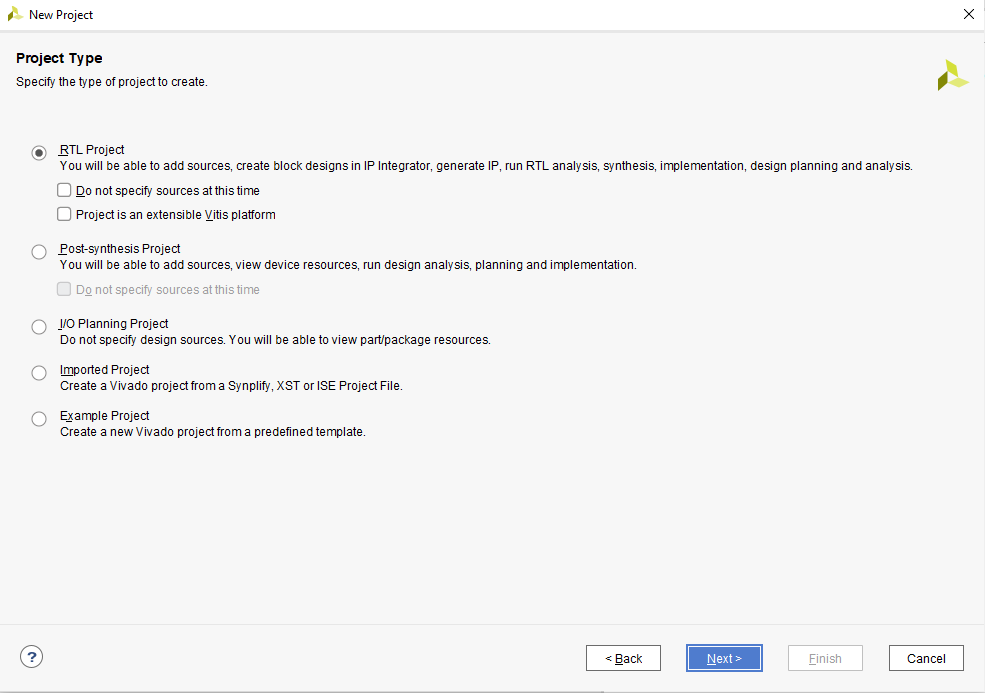 New Project
Project Type
Specify the type of project to create.
RTL Project
You will be able to add sources, create block designs in IP Integrator, generate IP, run RTL analysis, synthesis, implementation, design planning and analysis.
Do not specify sources at this time
Project is an extensible Vitis platform
Post-synthesis Project
You will be able to add sources, view device resources, run design analysis, planning and implementation.
Do not specify sources at this time
I/O Planning Project
Do not specify design sources. You will be able to view part/package resources.
Imported Project
Create a Vivado project from a Synplify, XST or ISE Project File.
Example Project
Create a new Vivado project from a predefined template.
? < Back Next > Finish Cancel